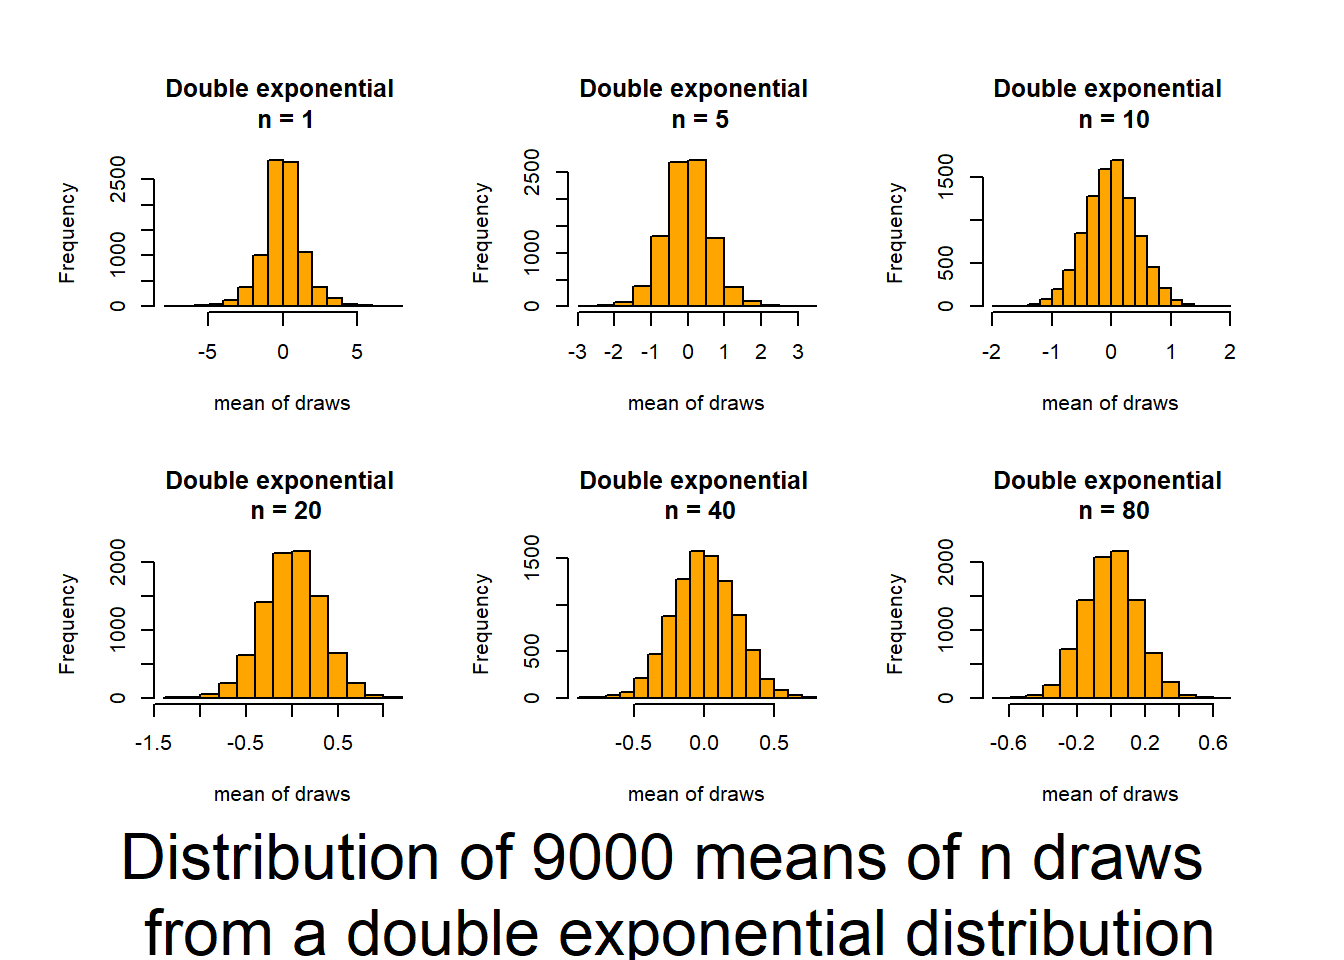 Double exponential
n = 1
Frequency
0 1000 2500
-5 0 5
mean of draws
Double exponential
n = 5
Frequency
0 1000 2500
-3 -2 -1 0 1 2 3
mean of draws
Double exponential
n = 10
Frequency
0 500 1500
-2 -1 0 1 2
mean of draws
Double exponential
n = 20
Frequency
0 1000 2000
-1.5 -0.5 0.5
mean of draws
Double exponential
n = 40
Frequency
0 500 1500
-0.5 0.0 0.5
mean of draws
Double exponential
n = 80
Frequency
0 1000 2000
-0.6 -0.2 0.2 0.6
mean of draws
Distribution of 9000 means of n draws
from a double exponential distribution